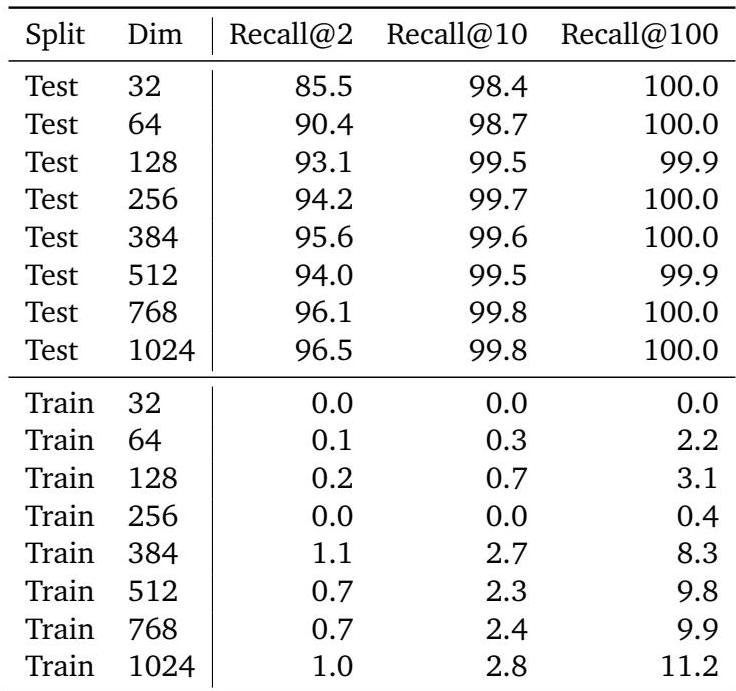 Split Dim Recall@2 Recall@10 Recall@100
Test 32 85.5 98.4 100.0
Test 64 90.4 98.7 100.0
Test 128 93.1 99.5 99.9
Test 256 94.2 99.7 100.0
Test 384 95.6 99.6 100.0
Test 512 94.0 99.5 99.9
Test 768 96.1 99.8 100.0
Test 1024 96.5 99.8 100.0
Train 32 0.0 0.0 0.0
Train 64 0.1 0.3 2.2
Train 128 0.2 0.7 3.1
Train 256 0.0 0.0 0.4
Train 384 1.1 2.7 8.3
Train 512 0.7 2.3 9.8
Train 768 0.7 2.4 9.9
Train 1024 1.0 2.8 11.2